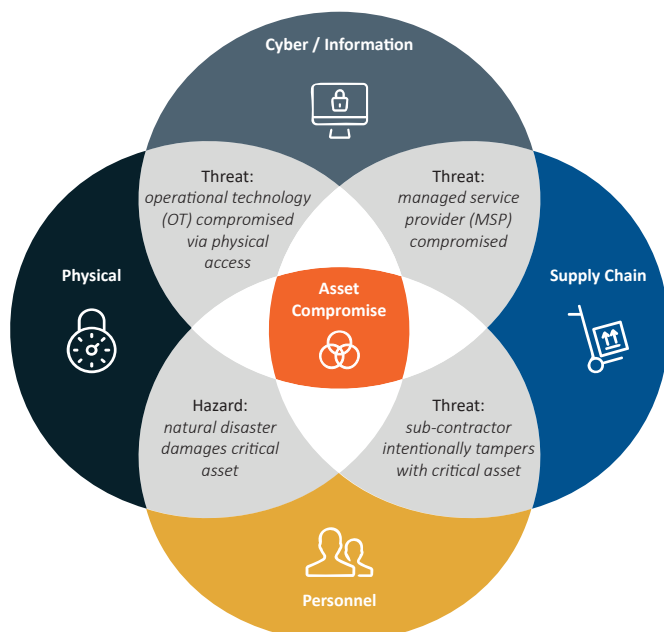 Cyber / Information
Threat:
operational technology
(OT) compromised
via physical
access
Threat:
managed service
provider (MSP)
compromised
Physical
Asset
Compromise
Supply Chain
Hazard:
natural disaster
damages critical
asset
Threat:
sub-contractor
intentionally tampers
with critical asset
Personnel